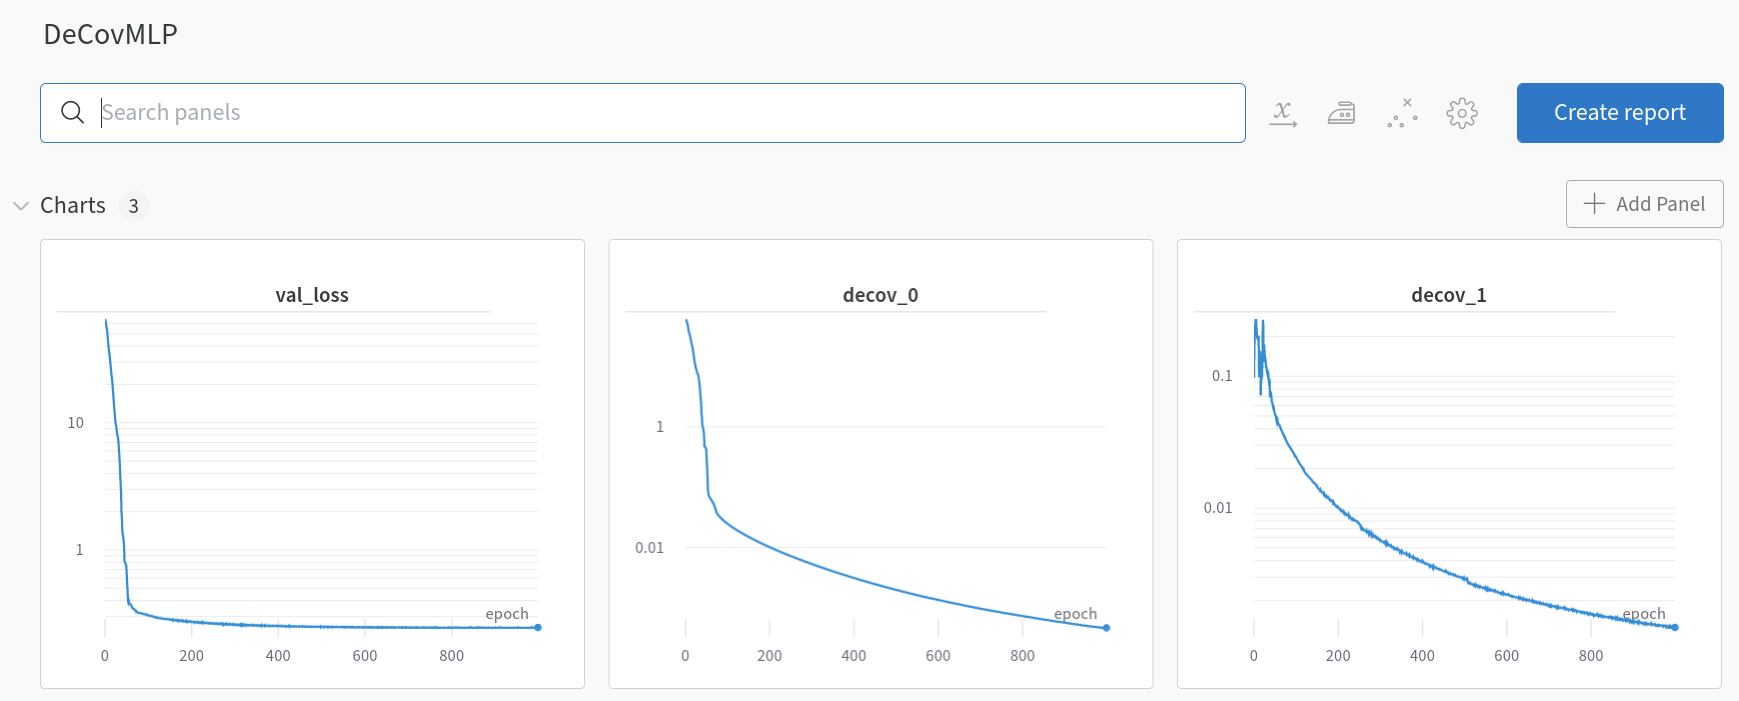 DeCovMLP
Search panels
x
Create report
Charts 3
Add Panel
val_loss
10
1
epoch
0 200 400 600 800
decov_0
1
0.01
epoch
0 200 400 600 800
decov_1
0.1
0.01
epoch
0 200 400 600 800